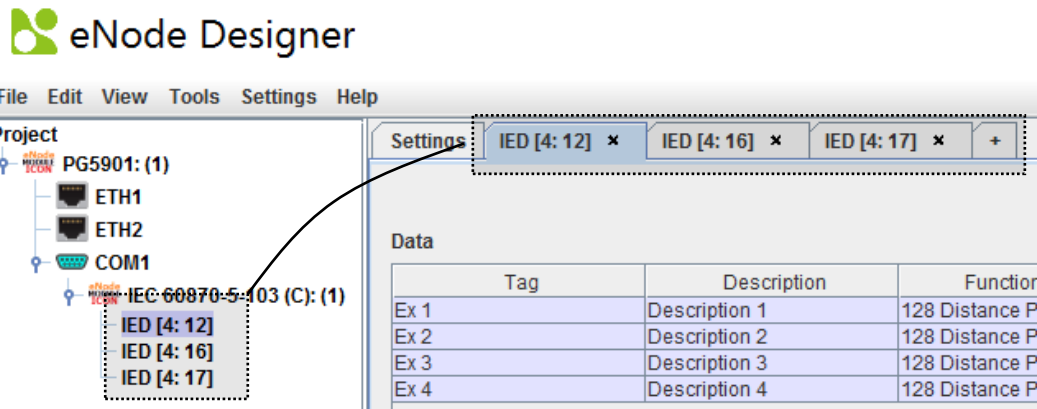 eNode Designer
File Edit View Tools Settings Help
Project
PG5901: (1)
ETH1
ETH2
COM1
IEC 60870-5-103 (C): (1)
IED [4: 12]
IED [4: 16]
IED [4: 17]
Settings IED [4: 12] × IED [4: 16] × IED [4: 17] × +
Data
Tag Description Function
Ex 1 Description 1 128 Distance P
Ex 2 Description 2 128 Distance P
Ex 3 Description 3 128 Distance P
Ex 4 Description 4 128 Distance P